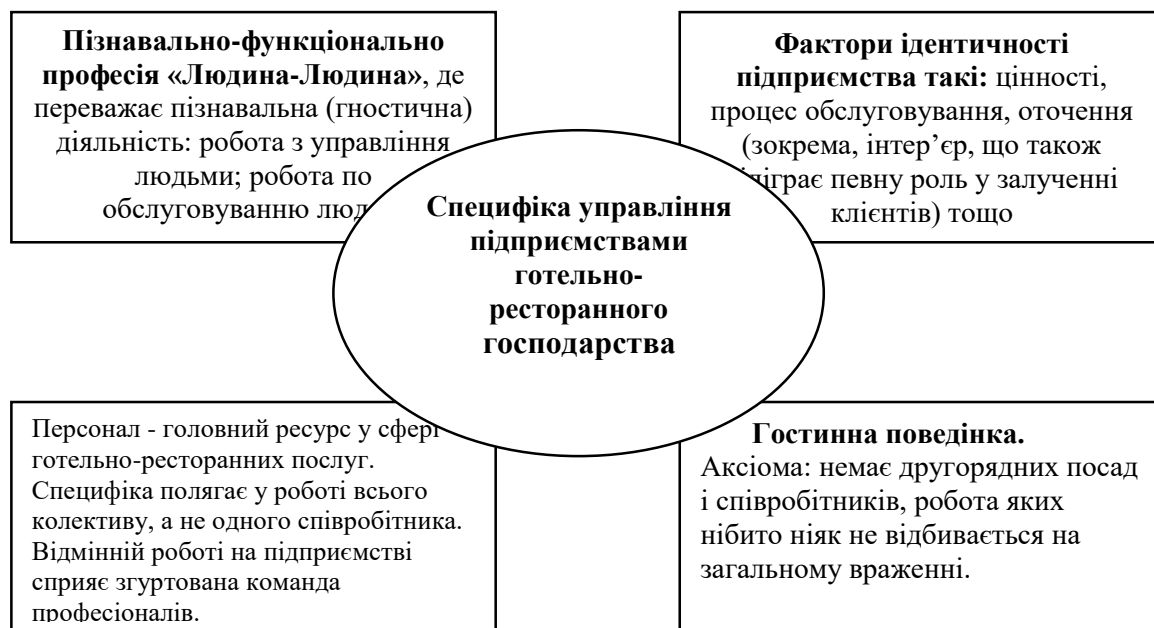 Пізнавально-функціонально
професія «Людина-Людина», де
переважає пізнавальна (гностична)
діяльність: робота з управління
людьми; робота по
обслуговуванню люд
Фактори ідентичності
підприємства такі: цінності,
процес обслуговування, оточення
(зокрема, інтер’єр, що також
відіграє певну роль у залученні
клієнтів) тощо
Специфіка управління
підприємствами
готельно-
ресторанного
господарства
Персонал - головний ресурс у сфері
готельно-ресторанних послуг.
Специфіка полягає у роботі всього
колективу, а не одного співробітника.
Відмінній роботі на підприємстві
сприяє згуртована команда
професіоналів.
Гостинна поведінка.
Аксіома: немає другорядних посад
і співробітників, робота яких
нібито ніяк не відбивається на
загальному враженні.